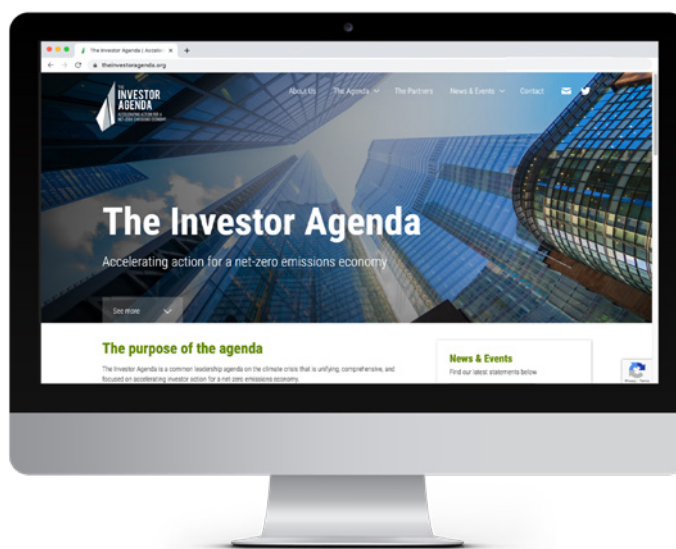 The Investor Agenda | Acceler
theinvestoragenda.org
THE
INVESTOR
AGENDA
ACCELERATING ACTION FOR A
NET-ZERO EMISSIONS ECONOMY
About Us The Agenda The Partners News & Events Contact
The Investor Agenda
Accelerating action for a net-zero emissions economy
See more
The purpose of the agenda
The Investor Agenda is a common leadership agenda on the climate crisis that is unifying, comprehensive, and
focused on accelerating investor action for a net zero emissions economy.
News & Events
Find our latest statements below
Privacy - Terms